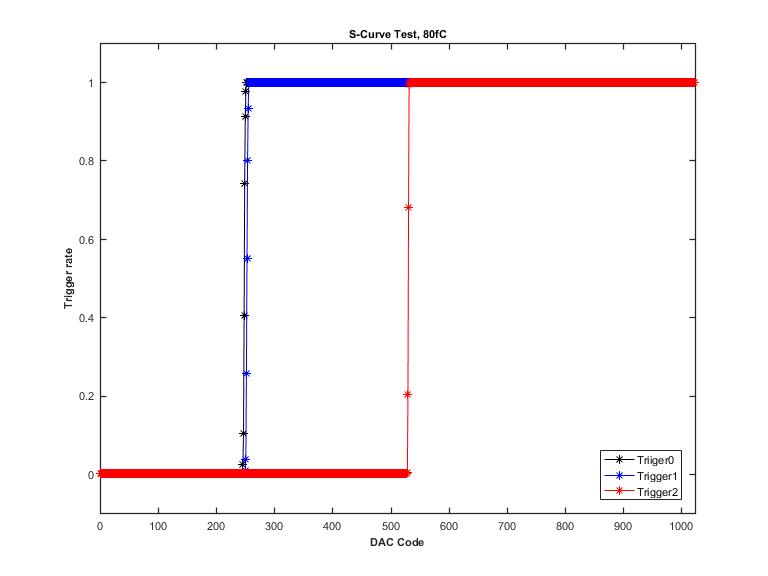 S-Curve Test, 80fC
Trigger rate
1
0.8
0.6
0.4
0.2
0
0 100 200 300 400 500 600 700 800 900 1000
DAC Code
Triiger0
Trigger1
Trigger2